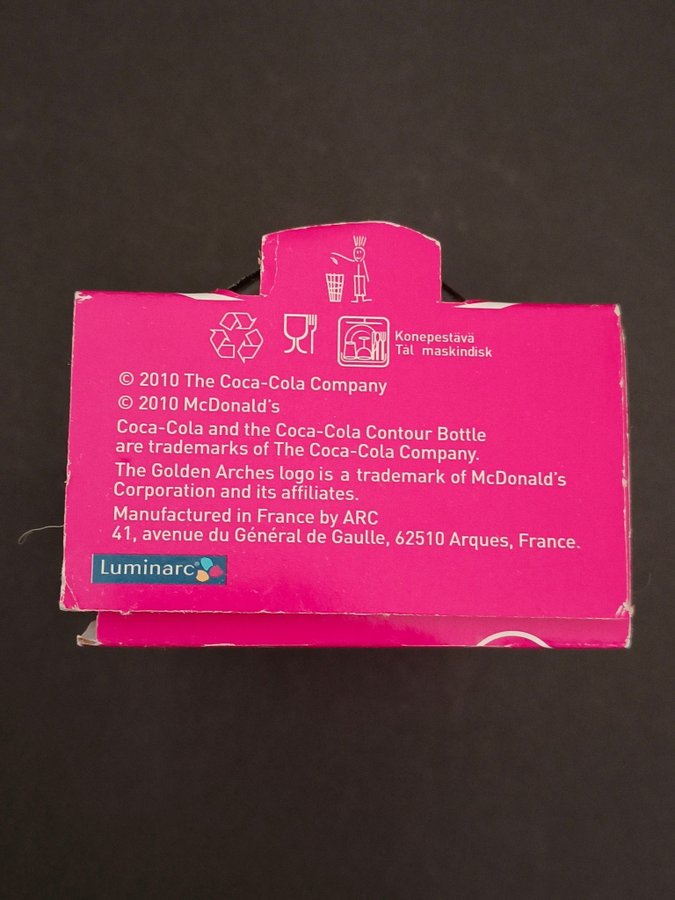 Konepestävä
Tål maskindisk
© 2010 The Coca-Cola Company
© 2010 McDonald's
Coca-Cola and the Coca-Cola Contour Bottle
are trademarks of The Coca-Cola Company.
The Golden Arches logo is a trademark of McDonald's
Corporation and its affiliates.
Manufactured in France by ARC
41, avenue du Général de Gaulle, 62510 Arques, France.
Luminarc